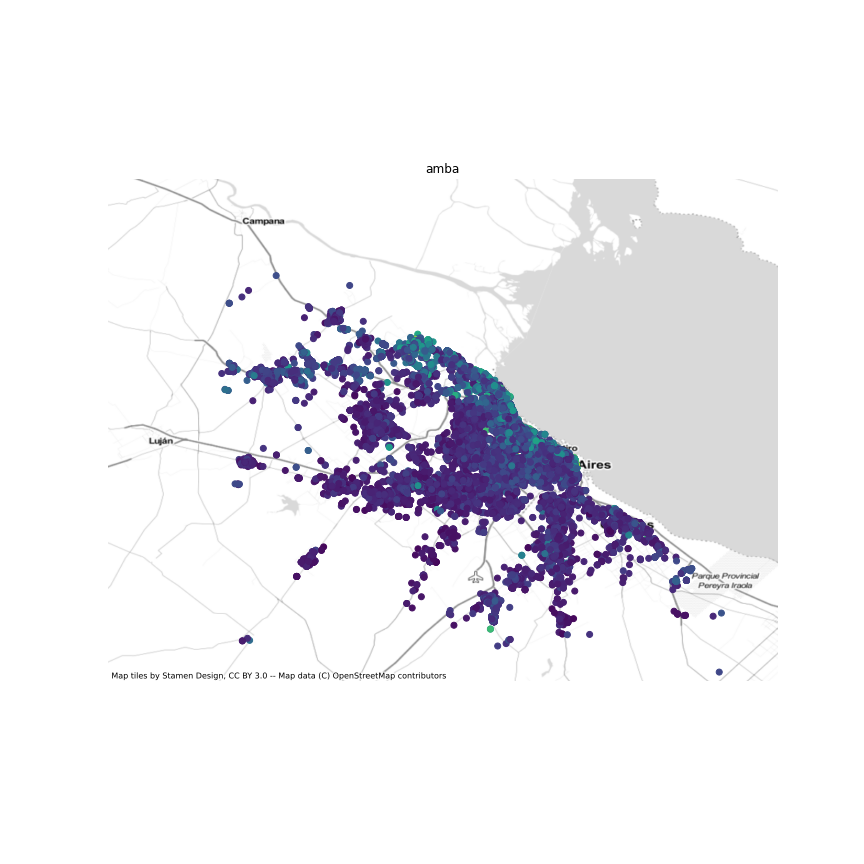 amba
Campana
Luján
Aires
Parque Provincial
Pereyra Iraola
Map tiles by Stamen Design, CC BY 3.0 -- Map data (C) OpenStreetMap contributors